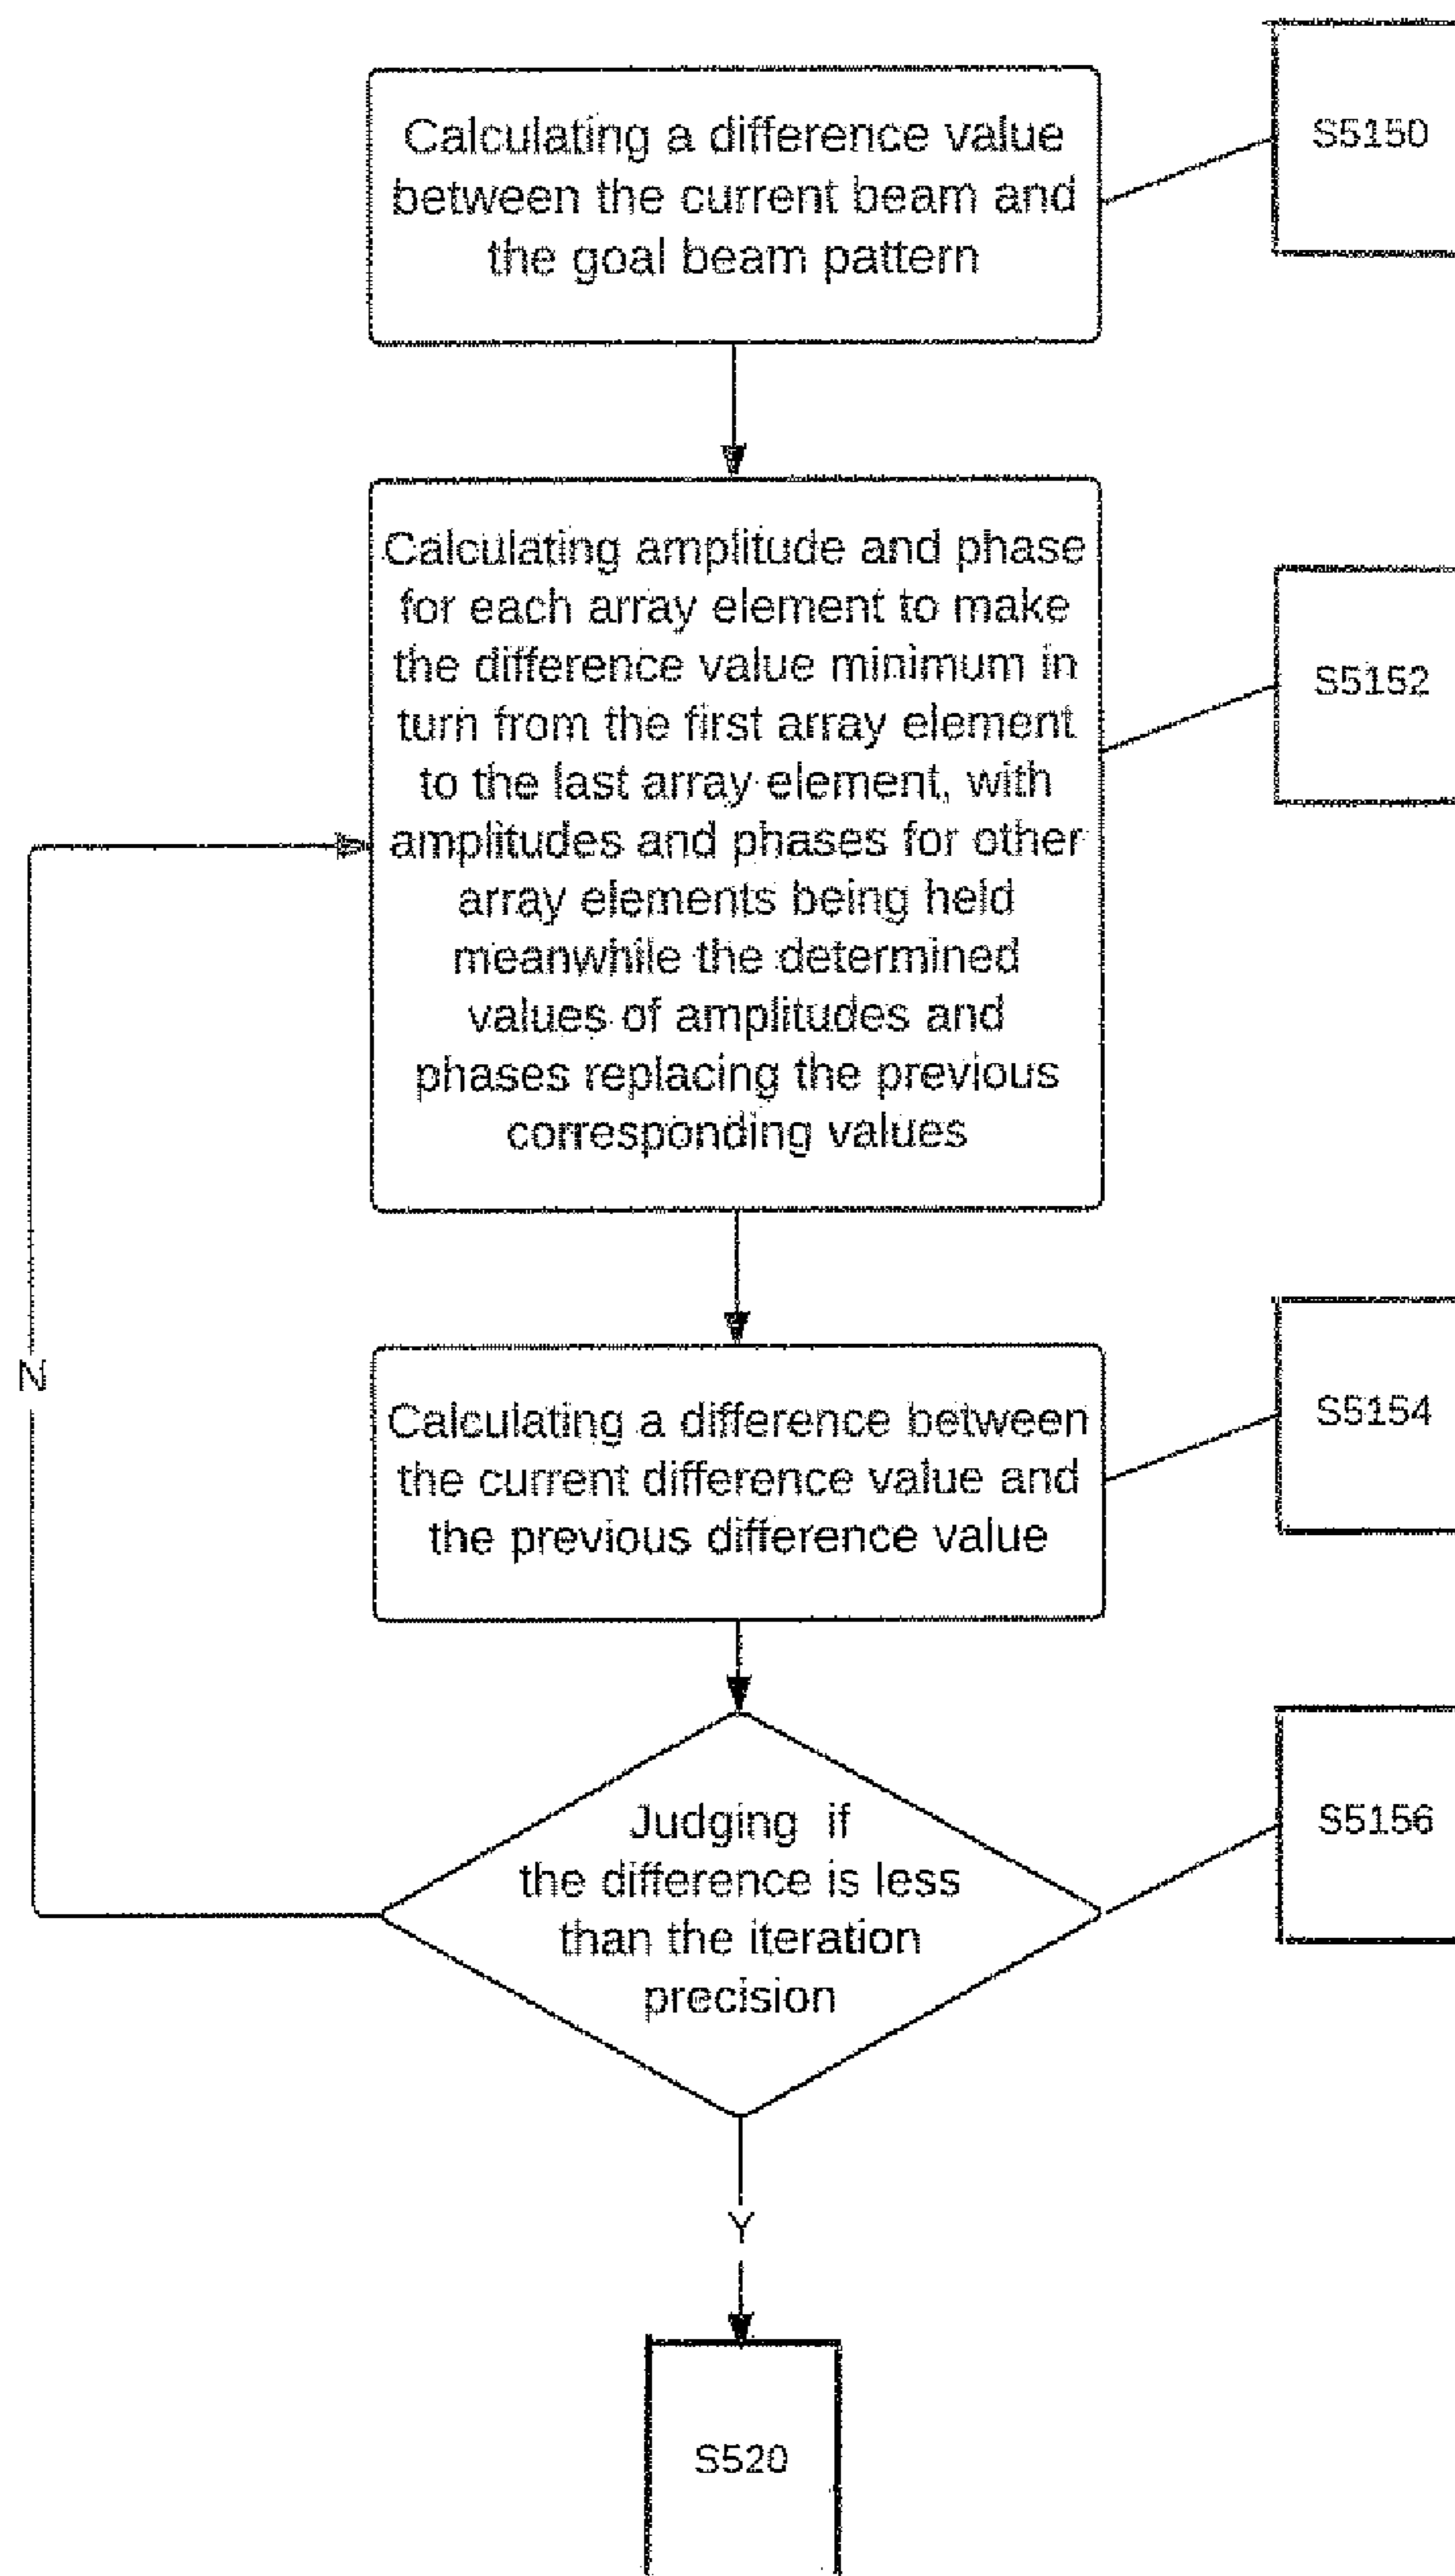 Calculating a difference value
between the current beam and
the goal beam pattern
S5150
Calculating amplitude and phase
for each array element to make
the difference value minimum in
turn from the first array element
to the last array element, with
amplitudes and phases for other
array elements being held
meanwhile the determined
values of amplitudes and
phases replacing the previous
corresponding values
S5152
N
Calculating a difference between
the current difference value and
the previous difference value
S5154
Judging if
the difference is less
than the iteration
precision
S5156
Y
S520